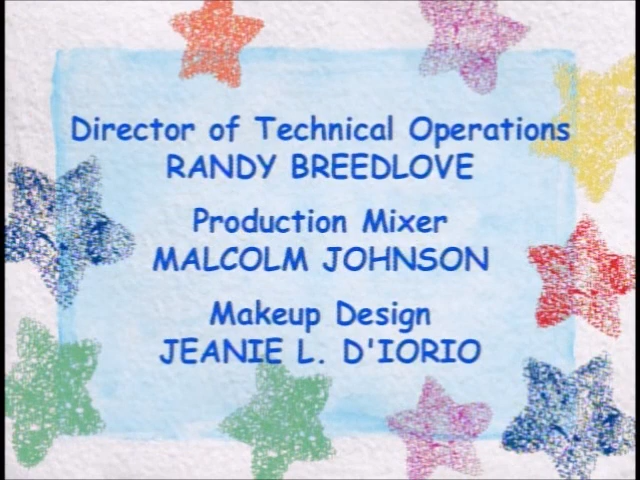 Director of Technical Operations
RANDY BREEDLOVE
Production Mixer
MALCOLM JOHNSON
Makeup Design
JEANIE L. D'IORIO